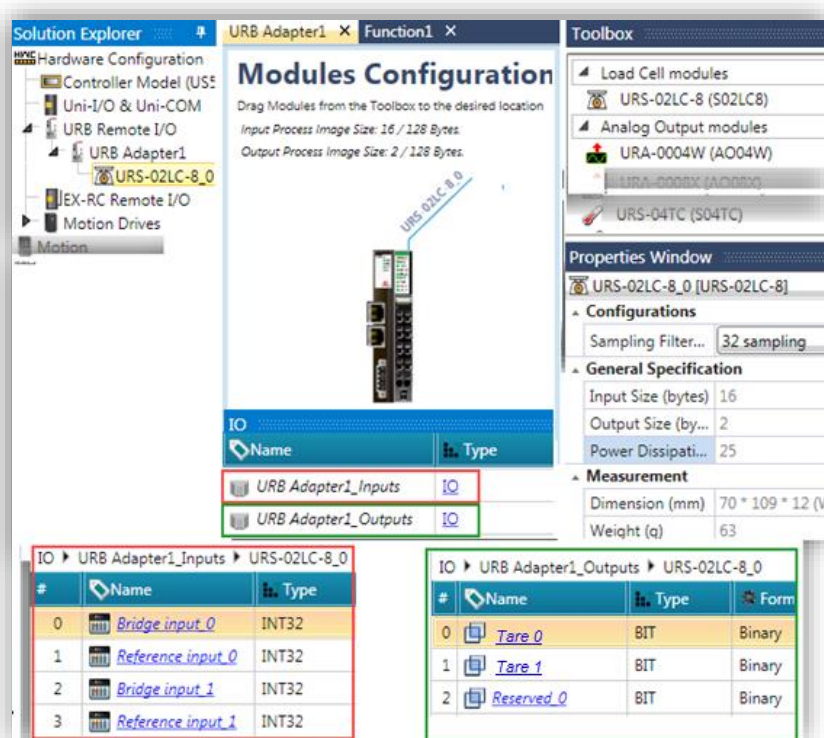 Solution Explorer
HWC Hardware Configuration
Controller Model (US5
Uni-I/O & Uni-COM
URB Remote I/O
URB Adapter1
URS-02LC-8_0
EX-RC Remote I/O
Motion Drives
Motion
URB Adapter1 × Function1 ×
Modules Configuration
Drag Modules from the Toolbox to the desired location
Input Process Image Size: 16 / 128 Bytes.
Output Process Image Size: 2 / 128 Bytes.
URS-02LC-8_0
IO
Name Type
URB Adapter1_Inputs IO
URB Adapter1_Outputs IO
Toolbox
Load Cell modules
URS-02LC-8 (S02LC8)
Analog Output modules
URA-0004W (AO04W)
URA-0008X (AO08X)
URS-04TC (S04TC)
Properties Window
URS-02LC-8_0 [URS-02LC-8]
Configurations
Sampling Filter... 32 sampling
General Specification
Input Size (bytes) 16
Output Size (by... 2
Power Dissipati... 25
Measurement
Dimension (mm) 70 * 109 * 12 (W
Weight (g) 63
IO URB Adapter1_Inputs URS-02LC-8_0
# Name Type
0 Bridge input_0 INT32
1 Reference input_0 INT32
2 Bridge input_1 INT32
3 Reference input_1 INT32
IO URB Adapter1_Outputs URS-02LC-8_0
# Name Type Form
0 Tare 0 BIT Binary
1 Tare 1 BIT Binary
2 Reserved_0 BIT Binary